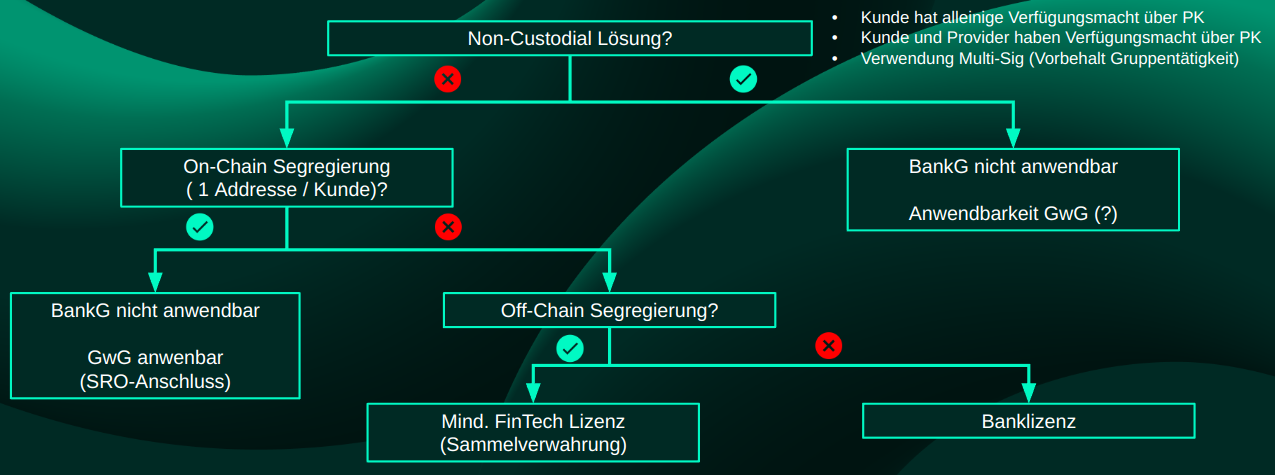 Non-Custodial Lösung?
• Kunde hat alleinige Verfügungsmacht über PK
• Kunde und Provider haben Verfügungsmacht über PK
• Verwendung Multi-Sig (Vorbehalt Gruppentätigkeit)
On-Chain Segregierung
( 1 Addresse / Kunde)?
BankG nicht anwendbar
Anwendbarkeit GwG (?)
BankG nicht anwendbar
GwG anwenbar
(SRO-Anschluss)
Off-Chain Segregierung?
Mind. FinTech Lizenz
(Sammelverwahrung)
Banklizenz